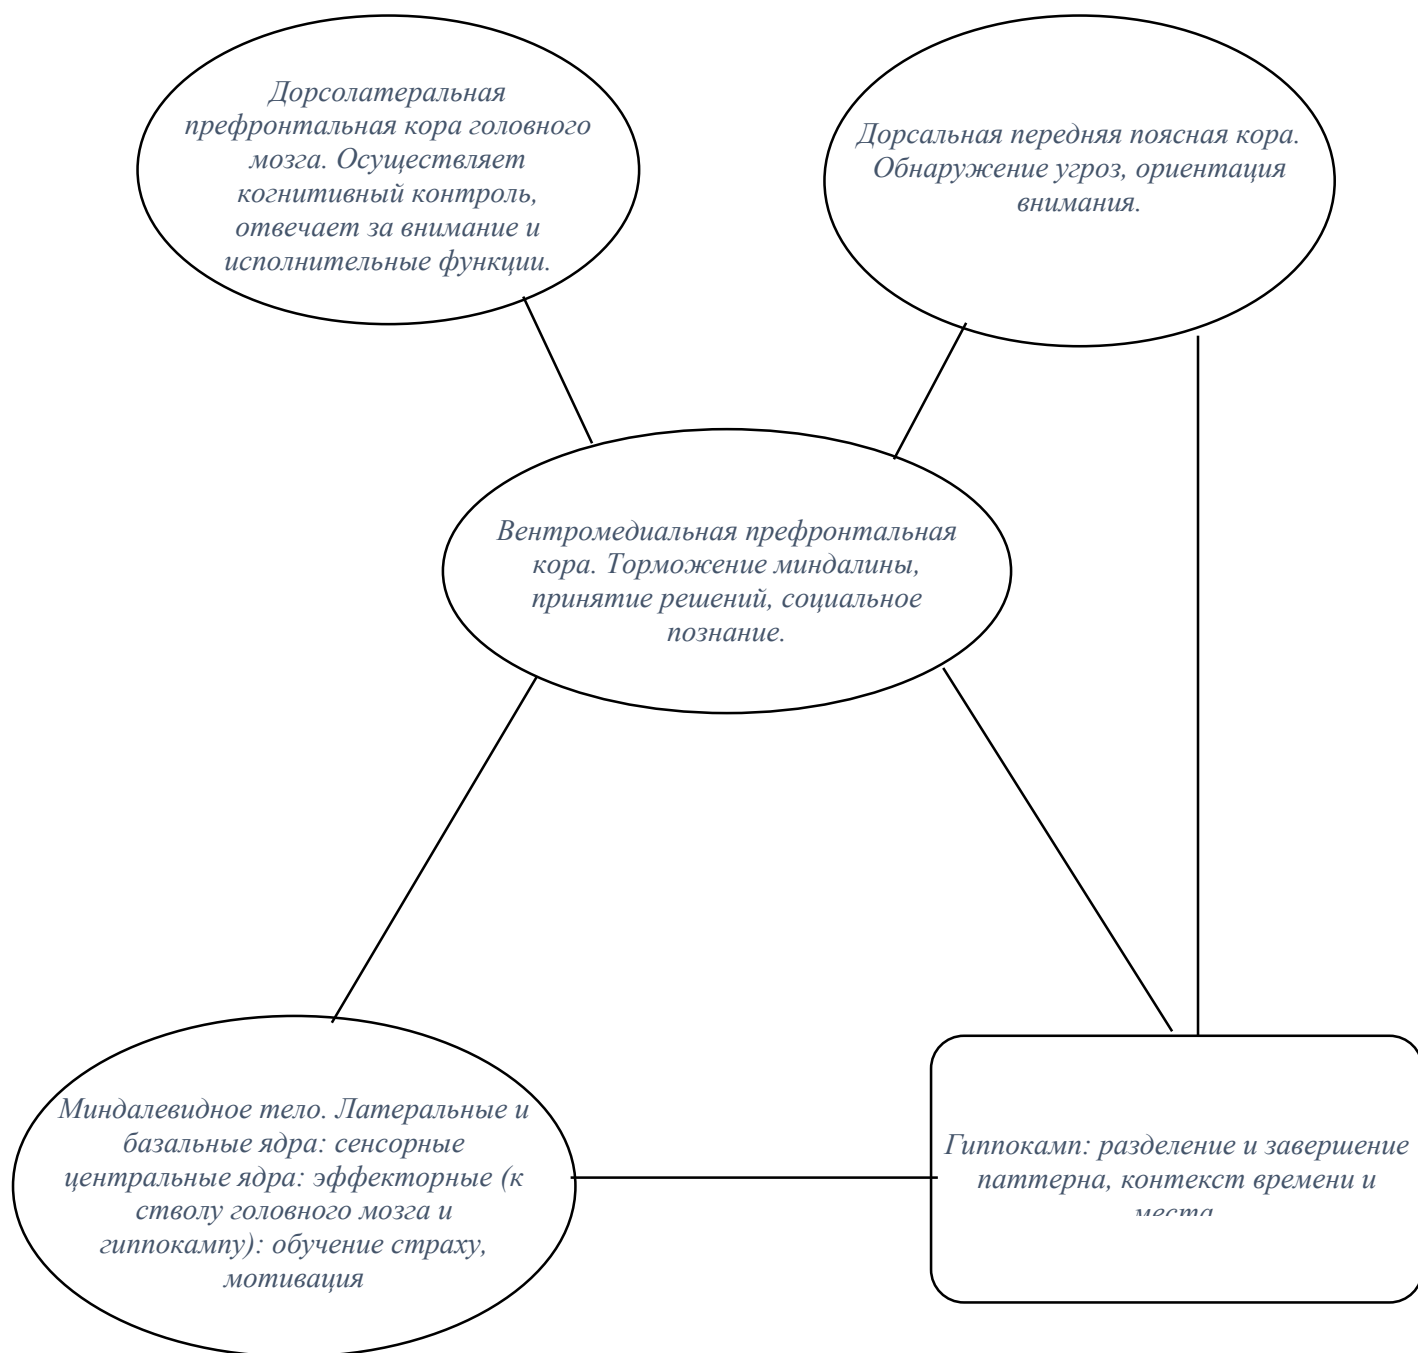 Дорсолатеральная
префронтальная кора головного
мозга. Осуществляет
когнитивный контроль,
отвечает за внимание и
исполнительные функции.
Дорсальная передняя поясная кора.
Обнаружение угроз, ориентация
внимания.
Вентромедиальная префронтальная
кора. Торможение миндалины,
принятие решений, социальное
познание.
Миндалевидное тело. Латеральные и
базальные ядра: сенсорные
центральные ядра: эффекторные (к
стволу головного мозга и
гиппокампу): обучение страху,
мотивация
Гиппокамп: разделение и завершение
паттерна, контекст времени и
места